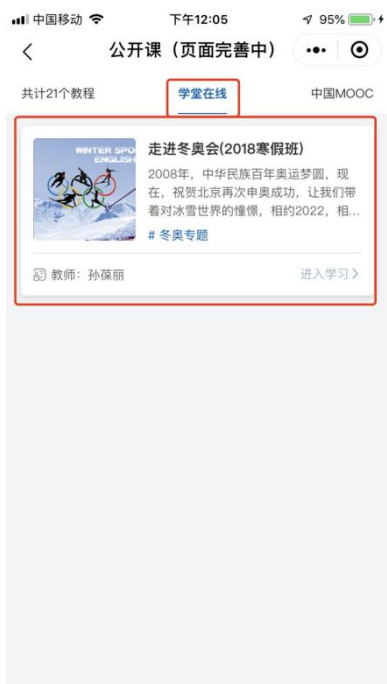 中国移动 下午12:05 95%
公开课（页面完善中）
共计21个教程 学堂在线 中国MOOC
WINTER SPO
ENGLISH
走进冬奥会(2018寒假班)
2008年，中华民族百年奥运梦圆，现
在，祝贺北京再次申奥成功，让我们带
着对冰雪世界的憧憬，相约2022，相...
# 冬奥专题
教师：孙葆丽 进入学习